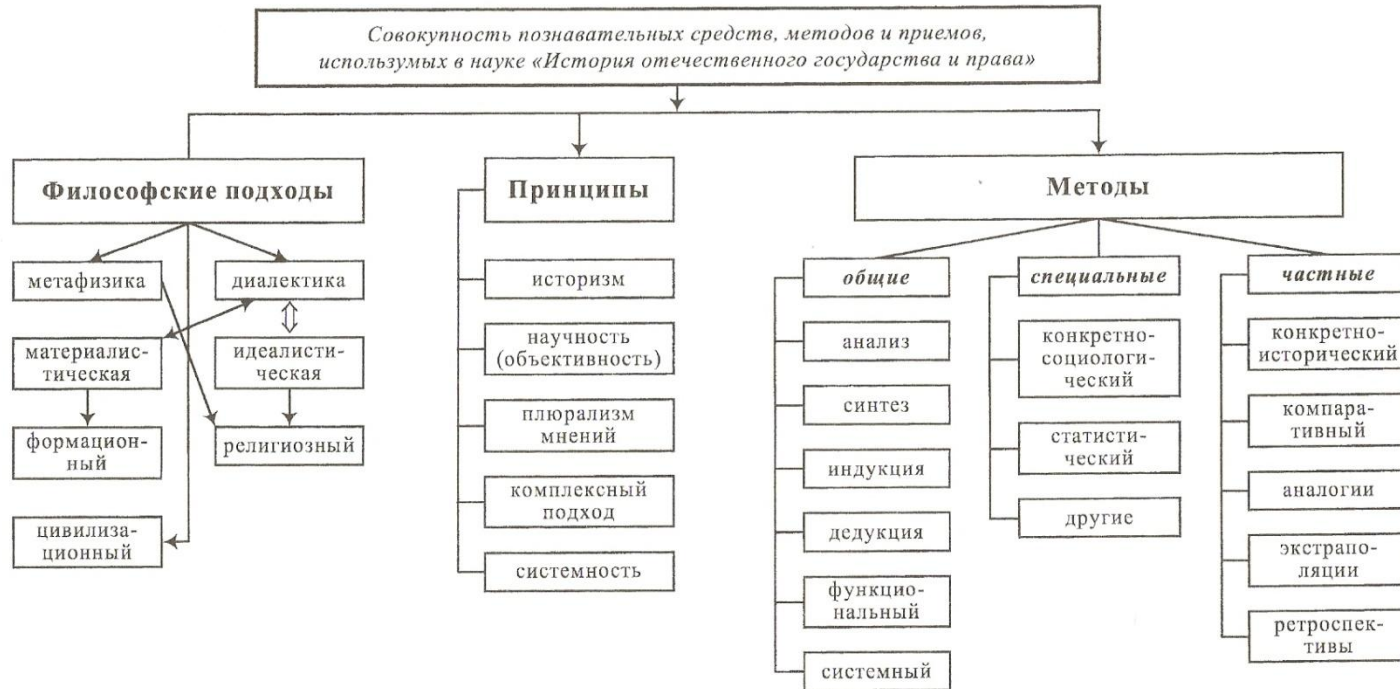 Совокупность познавательных средств, методов и приемов,
использумых в науке «История отечественного государства и права»
Философские подходы
метафизика
диалектика
материалис-
тическая
идеалисти-
ческая
формацион-
ный
религиозный
цивилиза-
ционный
Принципы
историзм
научность
(объективность)
плюрализм
мнений
комплексный
подход
системность
Методы
общие
анализ
синтез
индукция
дедукция
функцио-
нальный
системный
специальные
конкретно-
социологи-
ческий
статисти-
ческий
другие
частные
конкретно-
исторический
компара-
тивный
аналогии
экстрапо-
ляции
ретроспек-
тивы